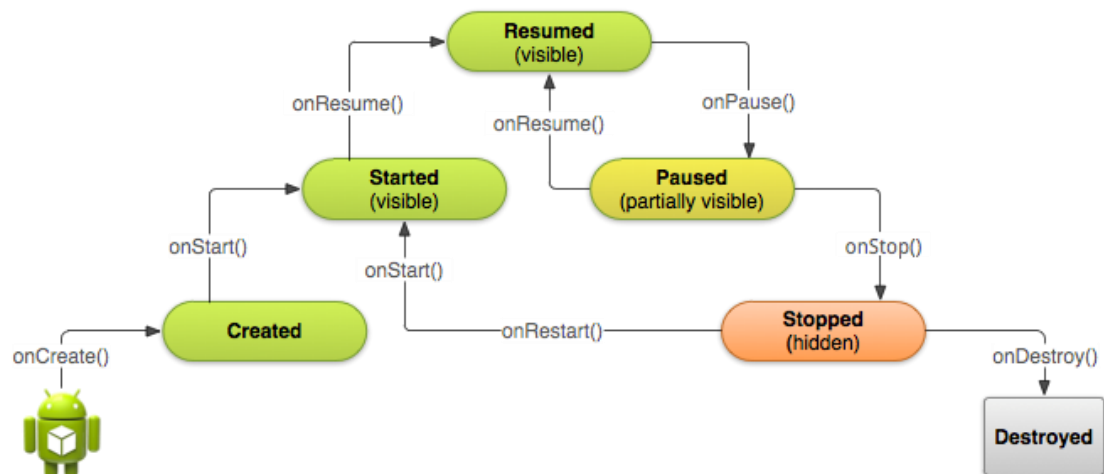 Resumed
(visible)
onResume()
onResume()
onPause()
Started
(visible)
Paused
(partially visible)
onStart()
onStart()
onStop()
Created
onRestart()
Stopped
(hidden)
onCreate()
onDestroy()
Destroyed